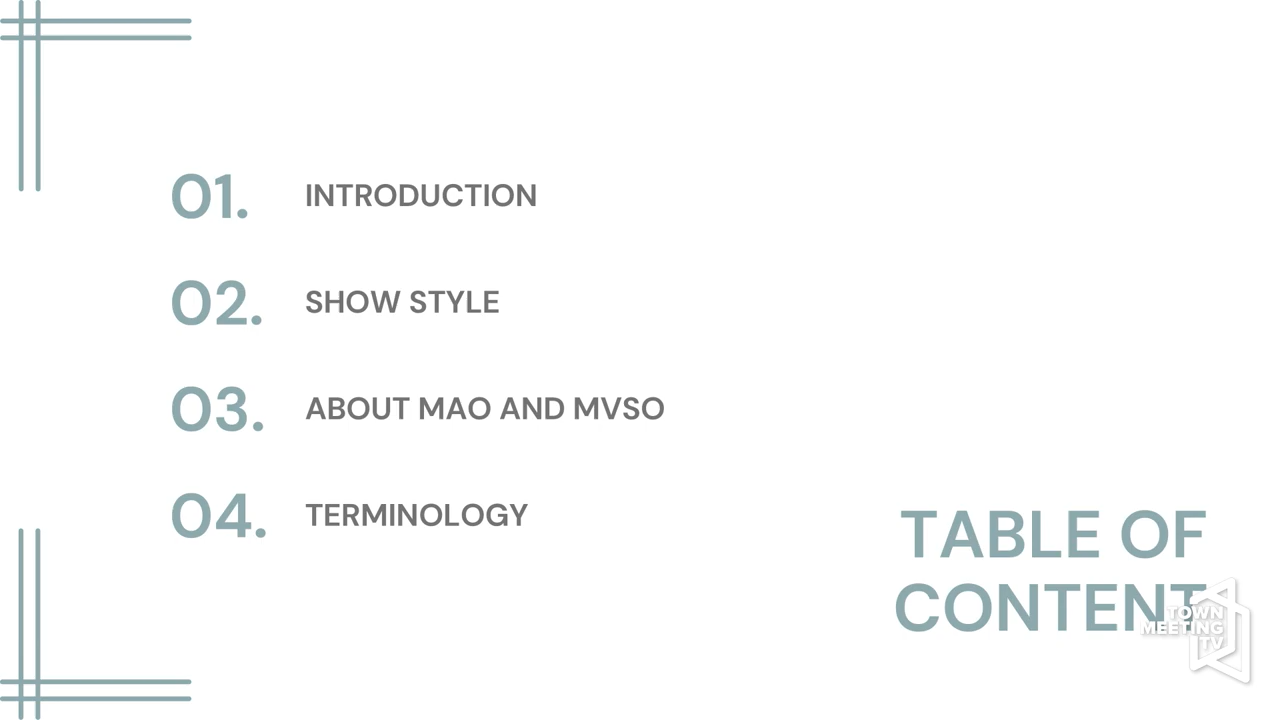 01. INTRODUCTION
02. SHOW STYLE
03. ABOUT MAO AND MVSO
04. TERMINOLOGY
TABLE OF
CONTENT
TOWN
MEETING
TV